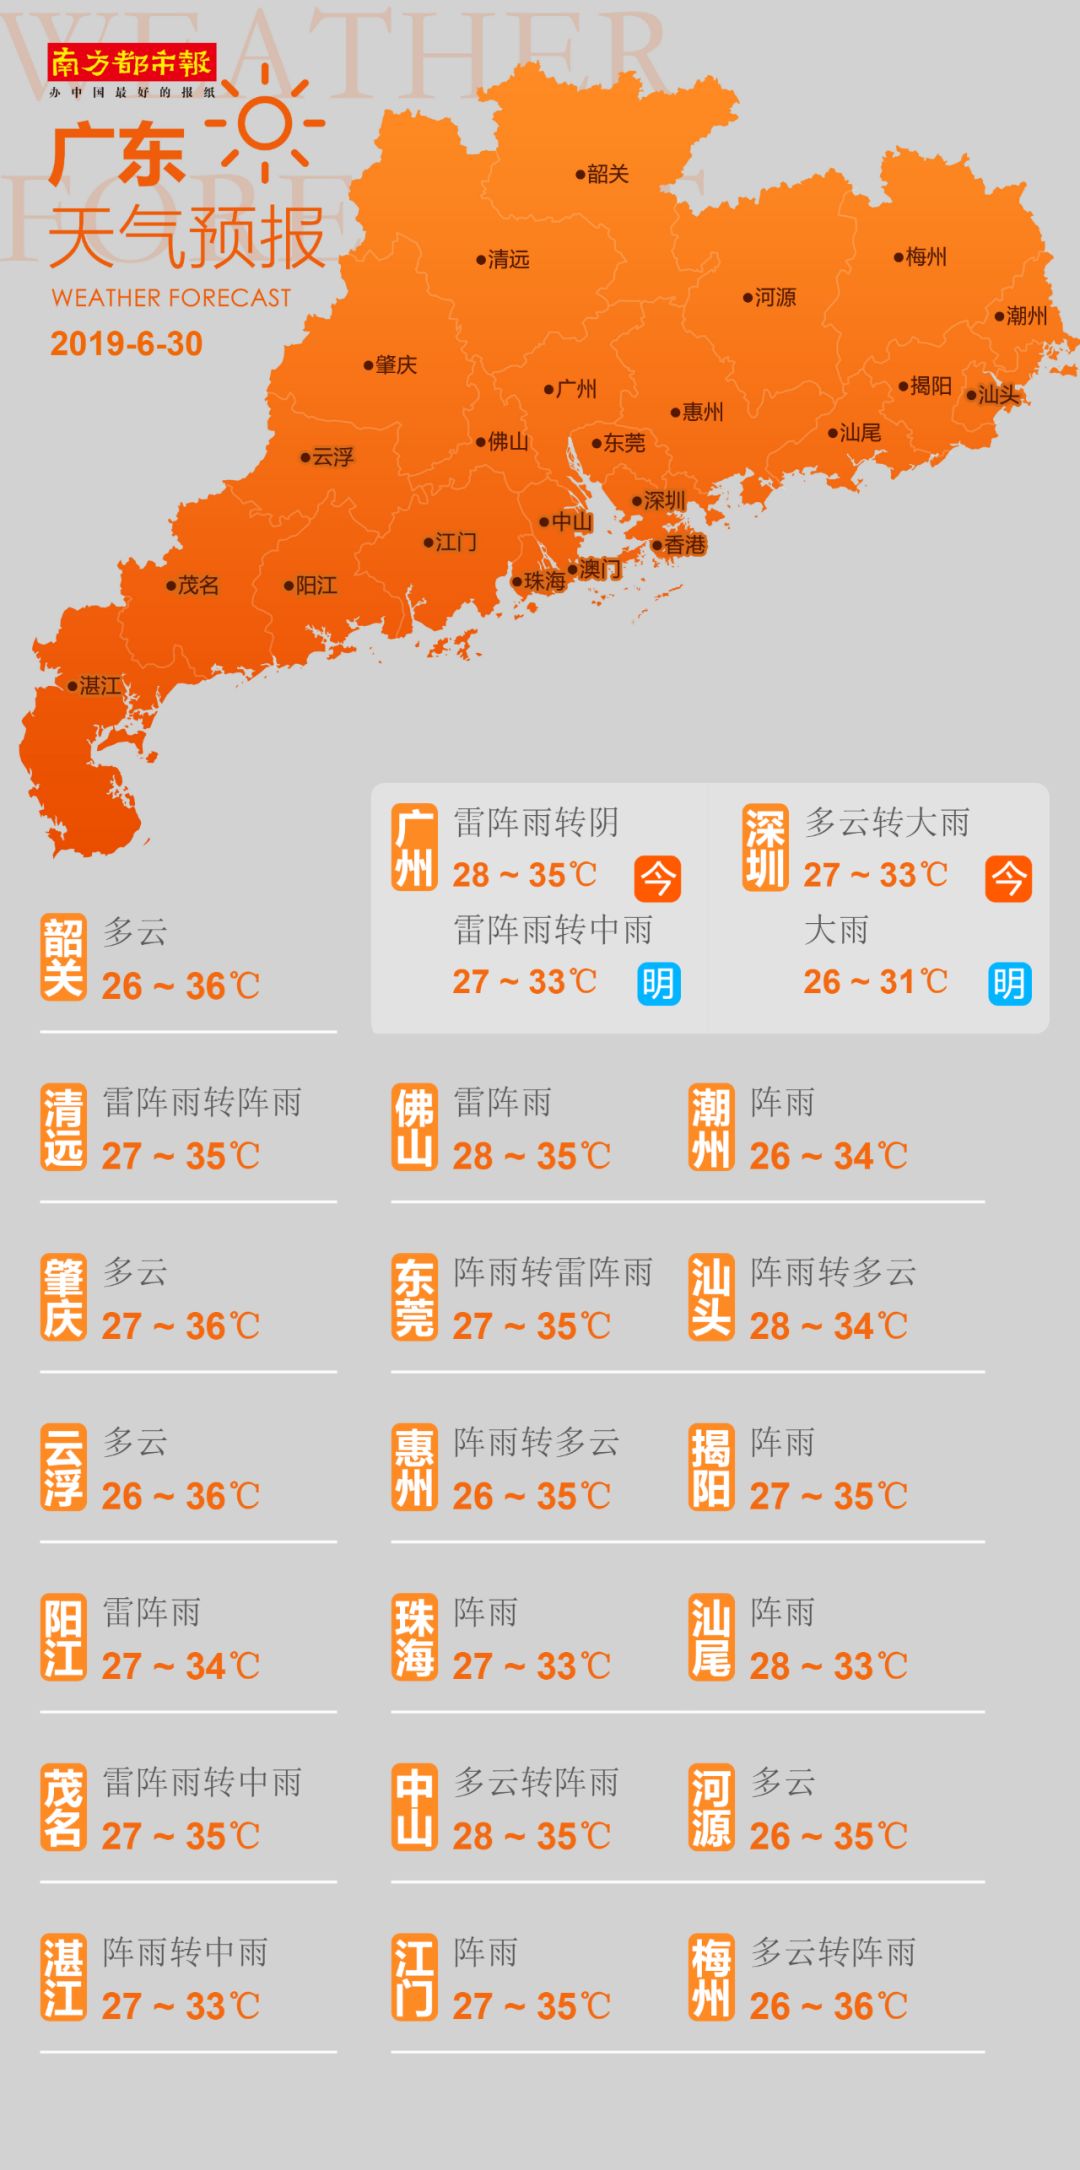 WEATHER
FORECAST
南方都市報
办中国最好的报纸
广东
天气预报
WEATHER FORECAST
2019-6-30
韶关
清远
梅州
河源
潮州
肇庆
广州
揭阳
汕头
惠州
佛山
东莞
汕尾
云浮
深圳
中山
江门
香港
澳门
珠海
茂名
阳江
湛江
广州
雷阵雨转阴
28 ~ 35℃
今
雷阵雨转中雨
27 ~ 33℃
明
深圳
多云转大雨
27 ~ 33℃
今
大雨
26 ~ 31℃
明
韶关
多云
26 ~ 36℃
清远
雷阵雨转阵雨
27 ~ 35℃
佛山
雷阵雨
28 ~ 35℃
潮州
阵雨
26 ~ 34℃
肇庆
多云
27 ~ 36℃
东莞
阵雨转雷阵雨
27 ~ 35℃
汕头
阵雨转多云
28 ~ 34℃
云浮
多云
26 ~ 36℃
惠州
阵雨转多云
26 ~ 35℃
揭阳
阵雨
27 ~ 35℃
阳江
雷阵雨
27 ~ 34℃
珠海
阵雨
27 ~ 33℃
汕尾
阵雨
28 ~ 33℃
茂名
雷阵雨转中雨
27 ~ 35℃
中山
多云转阵雨
28 ~ 35℃
河源
多云
26 ~ 35℃
湛江
阵雨转中雨
27 ~ 33℃
江门
阵雨
27 ~ 35℃
梅州
多云转阵雨
26 ~ 36℃